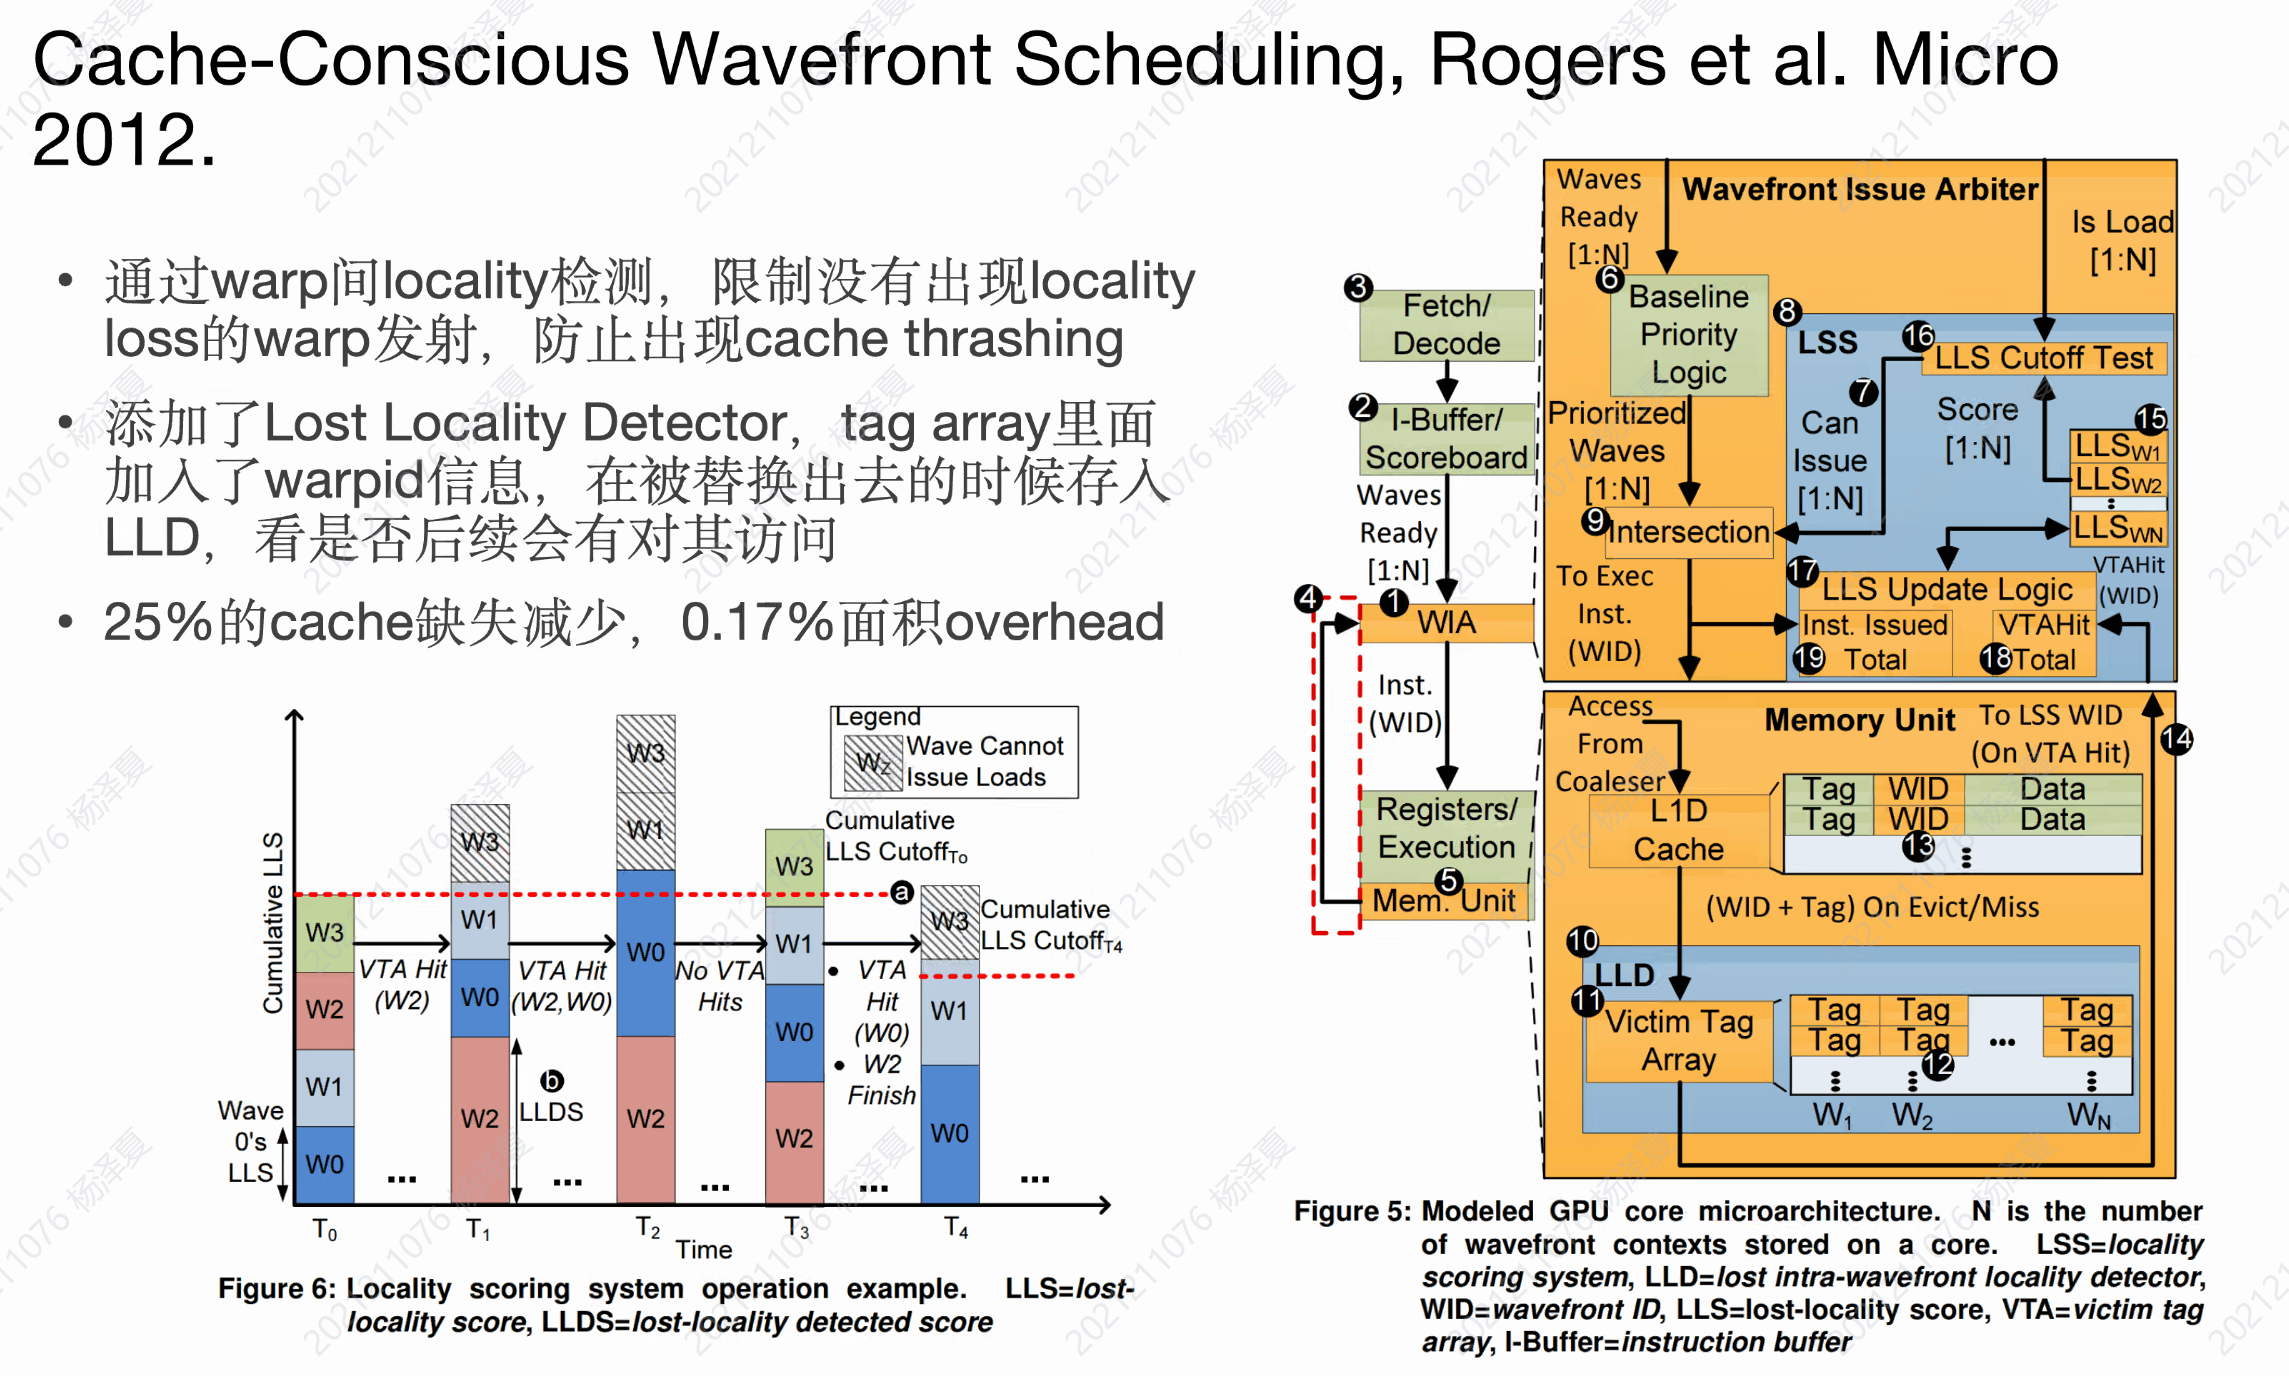 Cache-Conscious Wavefront Scheduling, Rogers et al. Micro
2012.
• 通过warp间locality检测，限制没有出现locality
loss的warp发射，防止出现cache thrashing
• 添加了Lost Locality Detector，tag array里面
加入了warpid信息，在被替换出去的时候存入
LLD，看是否后续会有对其访问
• 25%的cache缺失减少，0.17%面积overhead
Cumulative LLS
Legend
Wz
Wave Cannot
Issue Loads
W3
W2
W1
W0
Wave
0's
LLS
VTA Hit
(W2)
...
W3
W1
W0
W2
b
LLDS
VTA Hit
(W2,W0)
...
W3
W1
W0
W2
No VTA
Hits
...
Cumulative
LLS CutoffTo
a
W3
W1
W0
W2
• VTA
Hit
(W0)
• W2
Finish
...
W3
W1
W0
Cumulative
LLS CutoffT4
...
T0
T1
T2
T3
T4
Time
Figure 6: Locality scoring system operation example. LLS=lost-
locality score, LLDS=lost-locality detected score
3
Fetch/
Decode
2
I-Buffer/
Scoreboard
Waves
Ready
[1:N]
4
1
WIA
Inst.
(WID)
Registers/
Execution
5
Mem. Unit
Wavefront Issue Arbiter
Waves
Ready
[1:N]
Is Load
[1:N]
6
Baseline
Priority
Logic
Prioritized
Waves
[1:N]
9
Intersection
To Exec
Inst.
(WID)
8
LSS
16
LLS Cutoff Test
7
Can
Issue
[1:N]
Score
[1:N]
15
LLSW1
LLSW2
LLSWN
17
LLS Update Logic
VTAHit
(WID)
Inst. Issued
19 Total
VTAHit
18 Total
Memory Unit
Access
From
Coaleser
To LSS WID
(On VTA Hit)
14
L1D
Cache
Tag WID Data
Tag WID Data
13
(WID + Tag) On Evict/Miss
10
LLD
11
Victim Tag
Array
Tag Tag ... Tag
Tag Tag Tag
12
W1 W2 WN
Figure 5: Modeled GPU core microarchitecture. N is the number
of wavefront contexts stored on a core. LSS=locality
scoring system, LLD=lost intra-wavefront locality detector,
WID=wavefront ID, LLS=lost-locality score, VTA=victim tag
array, I-Buffer=instruction buffer
2021211076 杨泽夏